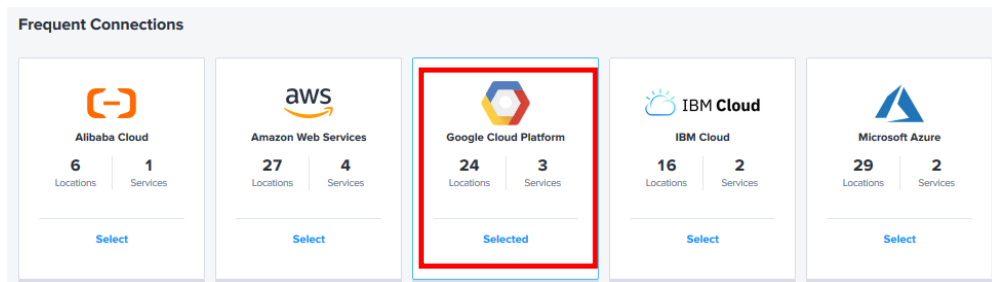 Frequent Connections
Alibaba Cloud
6 1
Locations Services
Select
aws
Amazon Web Services
27 4
Locations Services
Select
Google Cloud Platform
24 3
Locations Services
Selected
IBM Cloud
IBM Cloud
16 2
Locations Services
Select
Microsoft Azure
29 2
Locations Services
Select